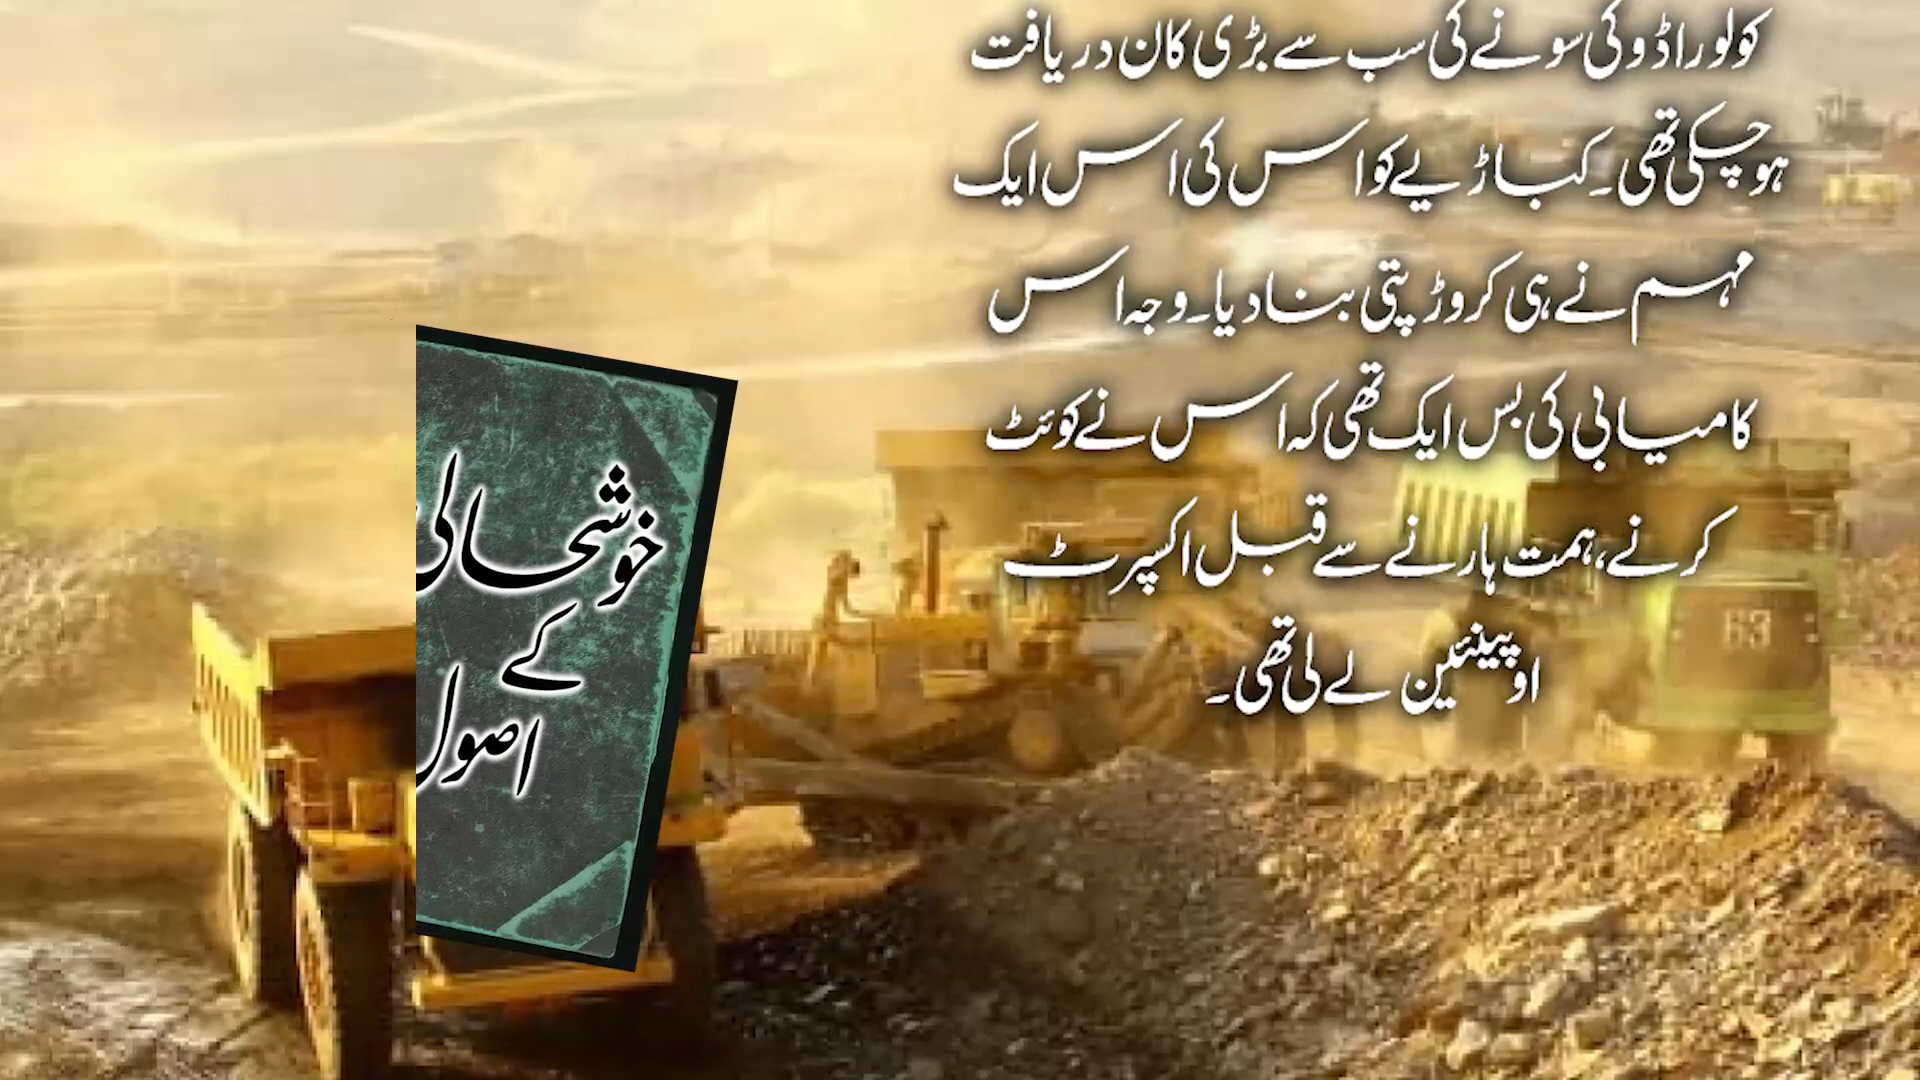 کولوراڈو کی سونے کی سب سے بڑی کان دریافت
ہو چکی تھی۔ کباڑیے کو اس کی اس ایک
مہم نے ہی کروڑ پتی بنا دیا۔ وجہ اس
کامیابی کی بس ایک تھی کہ اس نے کوئٹ
کرنے، ہمت ہارنے سے قبل اکسپرٹ
اوپینئین لے لی تھی۔
خوشحالی
کے
اصول
63